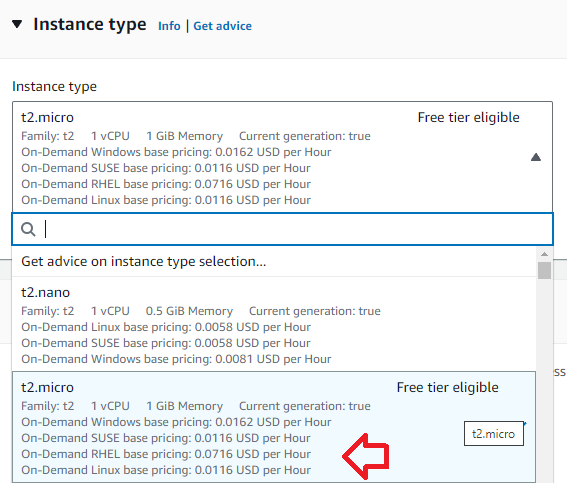 Instance type Info | Get advice
Instance type
t2.micro Free tier eligible
Family: t2 1 vCPU 1 GiB Memory Current generation: true
On-Demand Windows base pricing: 0.0162 USD per Hour
On-Demand SUSE base pricing: 0.0116 USD per Hour
On-Demand RHEL base pricing: 0.0716 USD per Hour
On-Demand Linux base pricing: 0.0116 USD per Hour
Get advice on instance type selection...
t2.nano
Family: t2 1 vCPU 0.5 GiB Memory Current generation: true
On-Demand Linux base pricing: 0.0058 USD per Hour
On-Demand SUSE base pricing: 0.0058 USD per Hour
On-Demand Windows base pricing: 0.0081 USD per Hour
t2.micro Free tier eligible
Family: t2 1 vCPU 1 GiB Memory Current generation: true
On-Demand Windows base pricing: 0.0162 USD per Hour
On-Demand SUSE base pricing: 0.0116 USD per Hour
t2.micro
On-Demand RHEL base pricing: 0.0716 USD per Hour
On-Demand Linux base pricing: 0.0116 USD per Hour